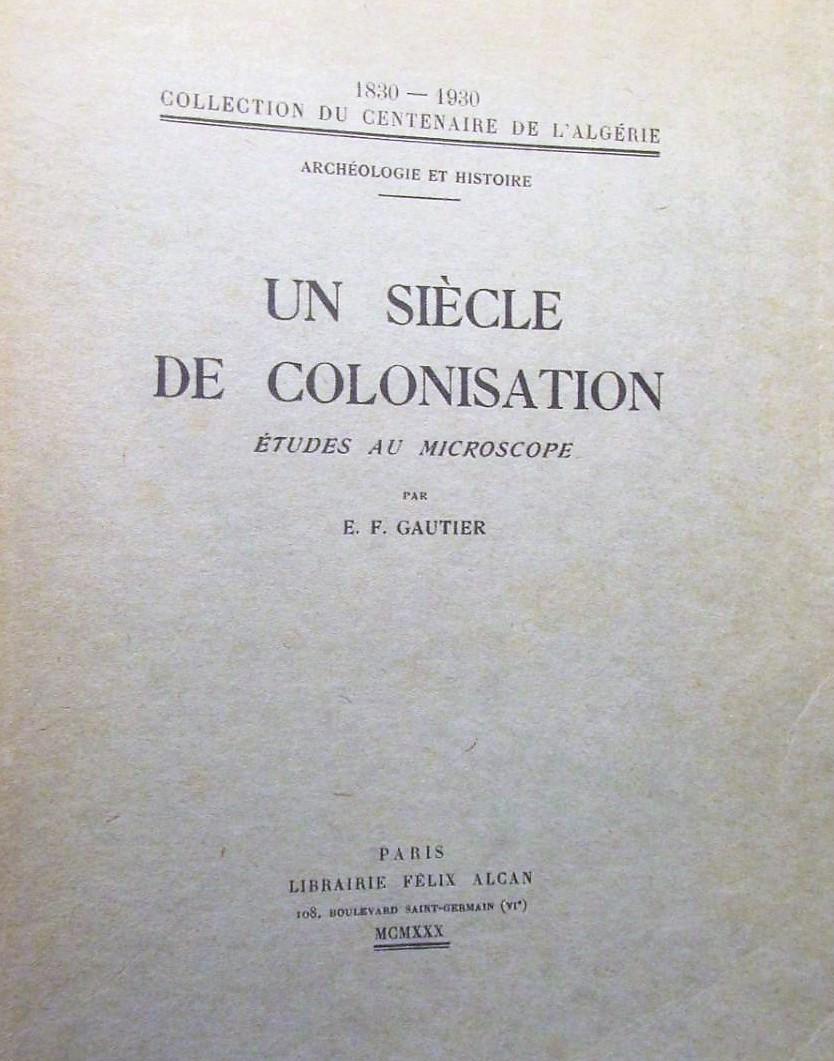 1830 — 1930
COLLECTION DU CENTENAIRE DE L'ALGÉRIE
ARCHÉOLOGIE ET HISTOIRE
UN SIÈCLE
DE COLONISATION
ÉTUDES AU MICROSCOPE
PAR
E. F. GAUTIER
PARIS
LIBRAIRIE FÉLIX ALCAN
108, BOULEVARD SAINT-GERMAIN (VIᵉ)
MCMXXX